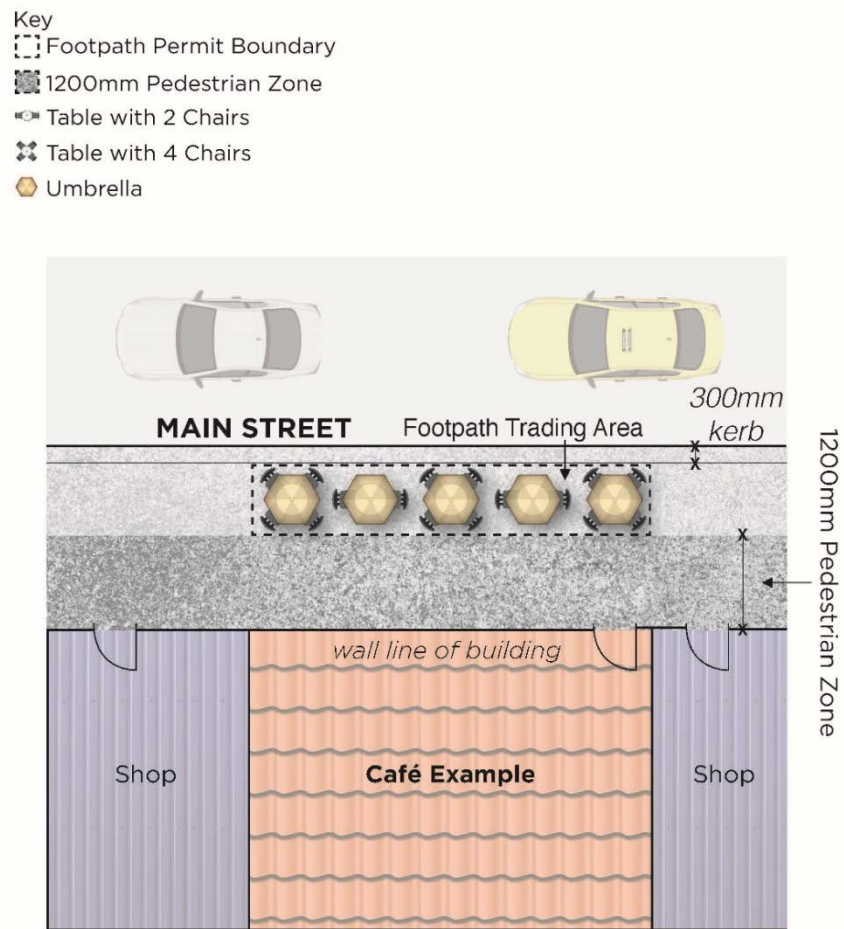 Key
Footpath Permit Boundary
1200mm Pedestrian Zone
Table with 2 Chairs
Table with 4 Chairs
Umbrella
300mm
kerb
MAIN STREET
Footpath Trading Area
1200mm Pedestrian Zone
wall line of building
Shop
Café Example
Shop